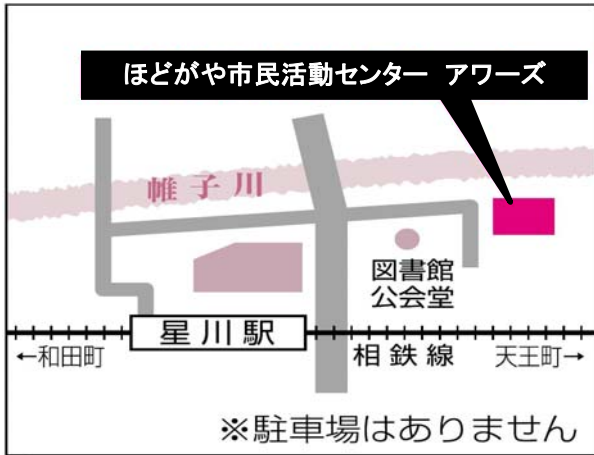 ほどがや市民活動センター アワーズ
帷子川
図書館
公会堂
星川駅
←和田町
相鉄線
天王町→
※駐車場はありません